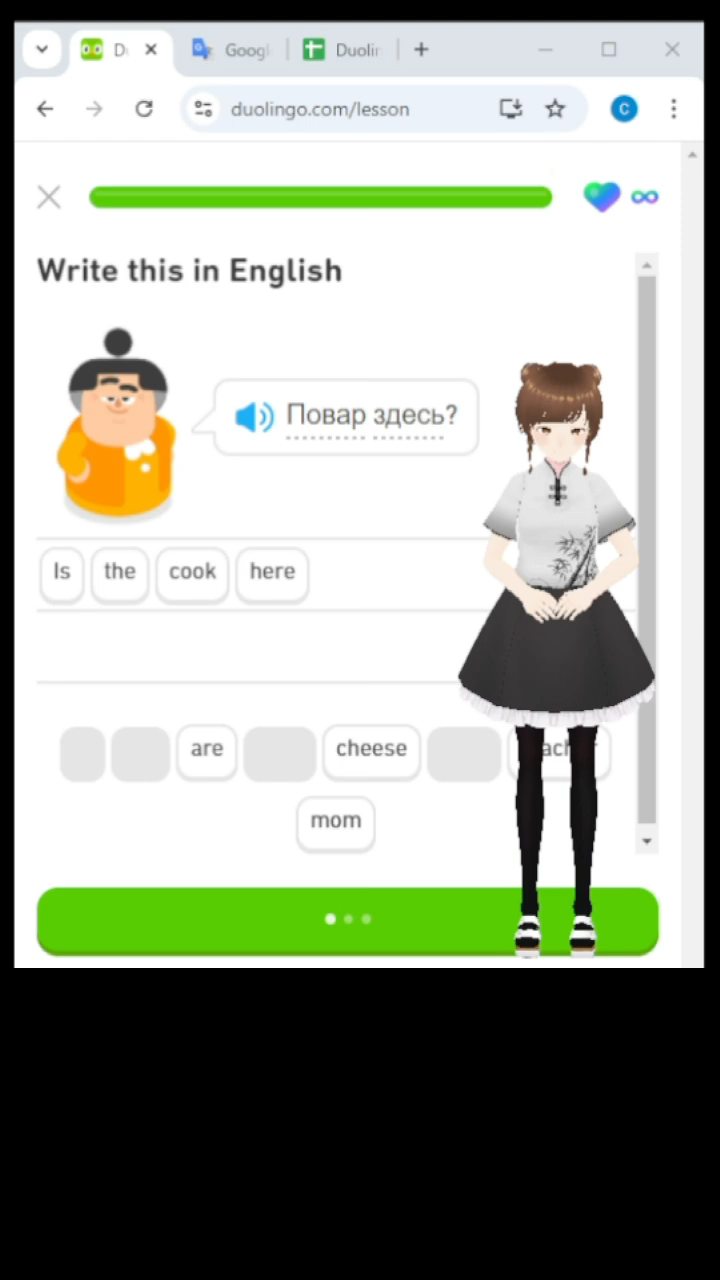 Googl
Duolin
duolingo.com/lesson
C
Write this in English
Повар здесь?
Is the cook here
are cheese
mom